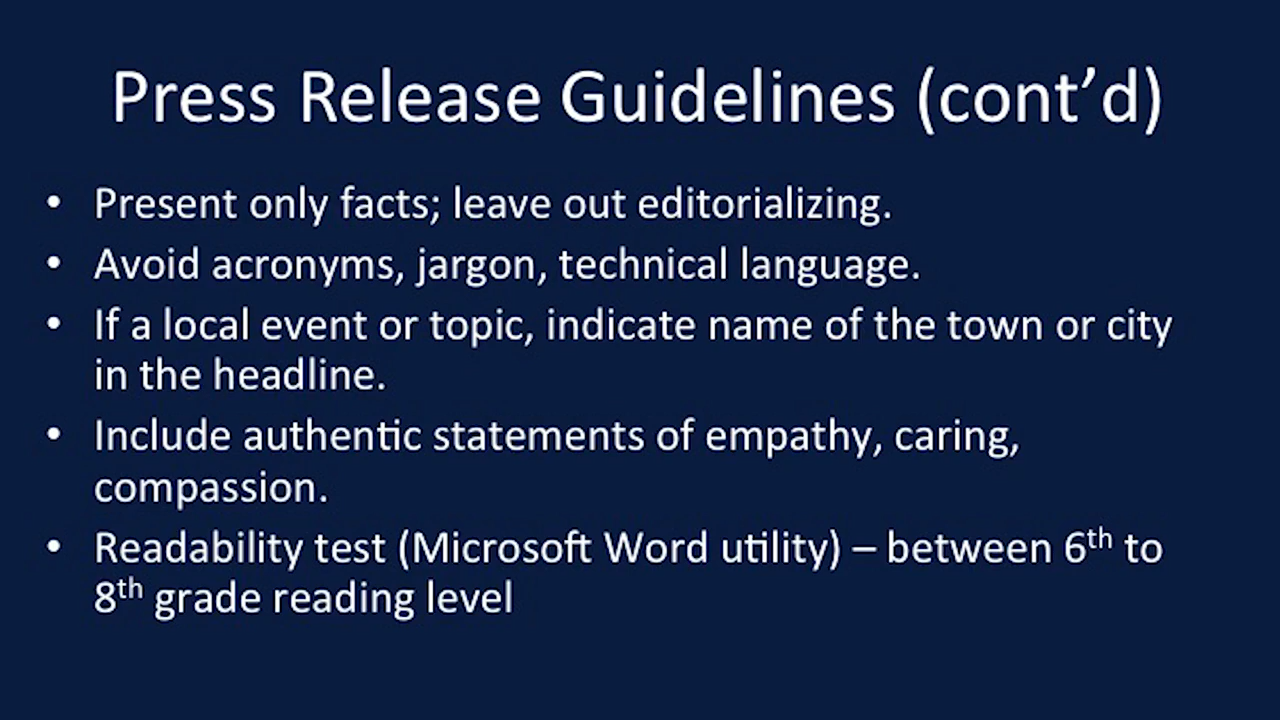 Press Release Guidelines (cont’d)
• Present only facts; leave out editorializing.
• Avoid acronyms, jargon, technical language.
• If a local event or topic, indicate name of the town or city
in the headline.
• Include authentic statements of empathy, caring,
compassion.
• Readability test (Microsoft Word utility) – between 6th to
8th grade reading level